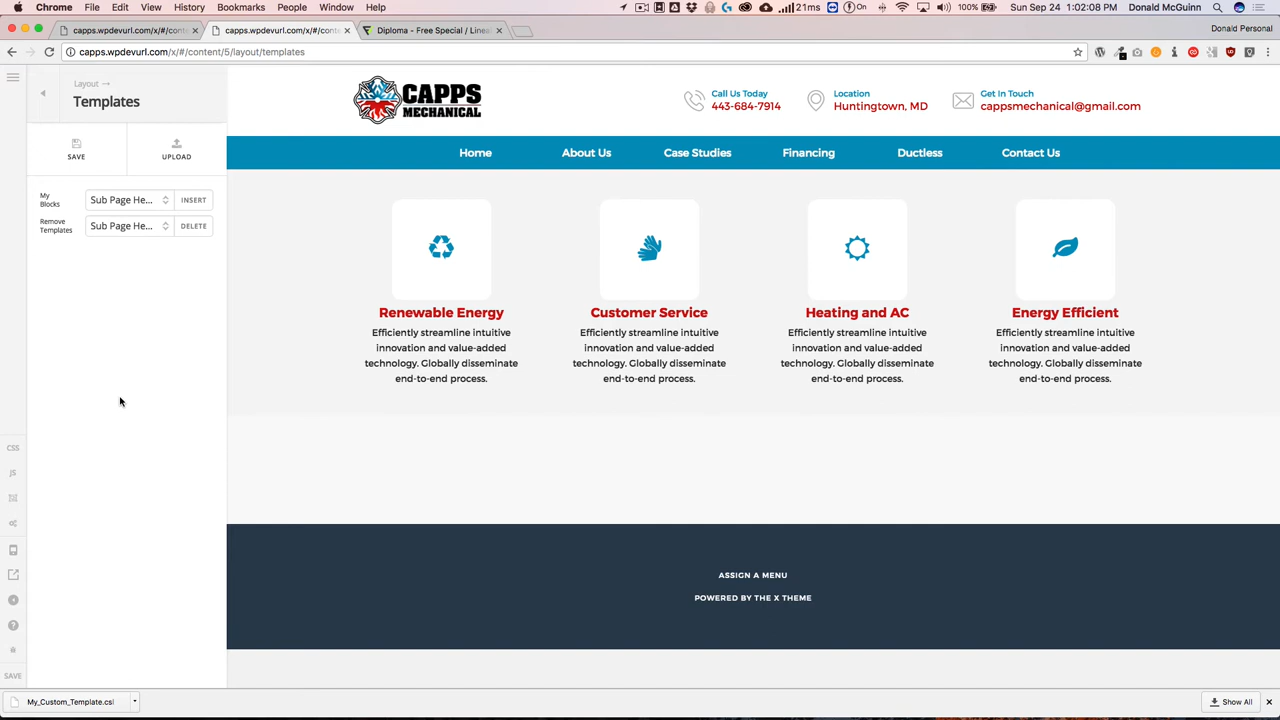 Chrome File Edit View History Bookmarks People Window Help
21ms On 100% Sun Sep 24 1:02:08 PM Donald McGuinn
capps.wpdevurl.com/x/#/cont
capps.wpdevurl.com/x/#/cont
Diploma - Free Special / Lineal
Donald Personal
capps.wpdevurl.com/x/#/content/5/layout/templates
Layout →
Templates
SAVE
UPLOAD
My Blocks
Sub Page He...
INSERT
Remove Templates
Sub Page He...
DELETE
CSS
JS
SAVE
CAPPS
MECHANICAL
Call Us Today
443-684-7914
Location
Huntingtown, MD
Get In Touch
cappsmechanical@gmail.com
Home About Us Case Studies Financing Ductless Contact Us
Renewable Energy
Efficiently streamline intuitive
innovation and value-added
technology. Globally disseminate
end-to-end process.
Customer Service
Efficiently streamline intuitive
innovation and value-added
technology. Globally disseminate
end-to-end process.
Heating and AC
Efficiently streamline intuitive
innovation and value-added
technology. Globally disseminate
end-to-end process.
Energy Efficient
Efficiently streamline intuitive
innovation and value-added
technology. Globally disseminate
end-to-end process.
ASSIGN A MENU
POWERED BY THE X THEME
My_Custom_Template.csl
Show All